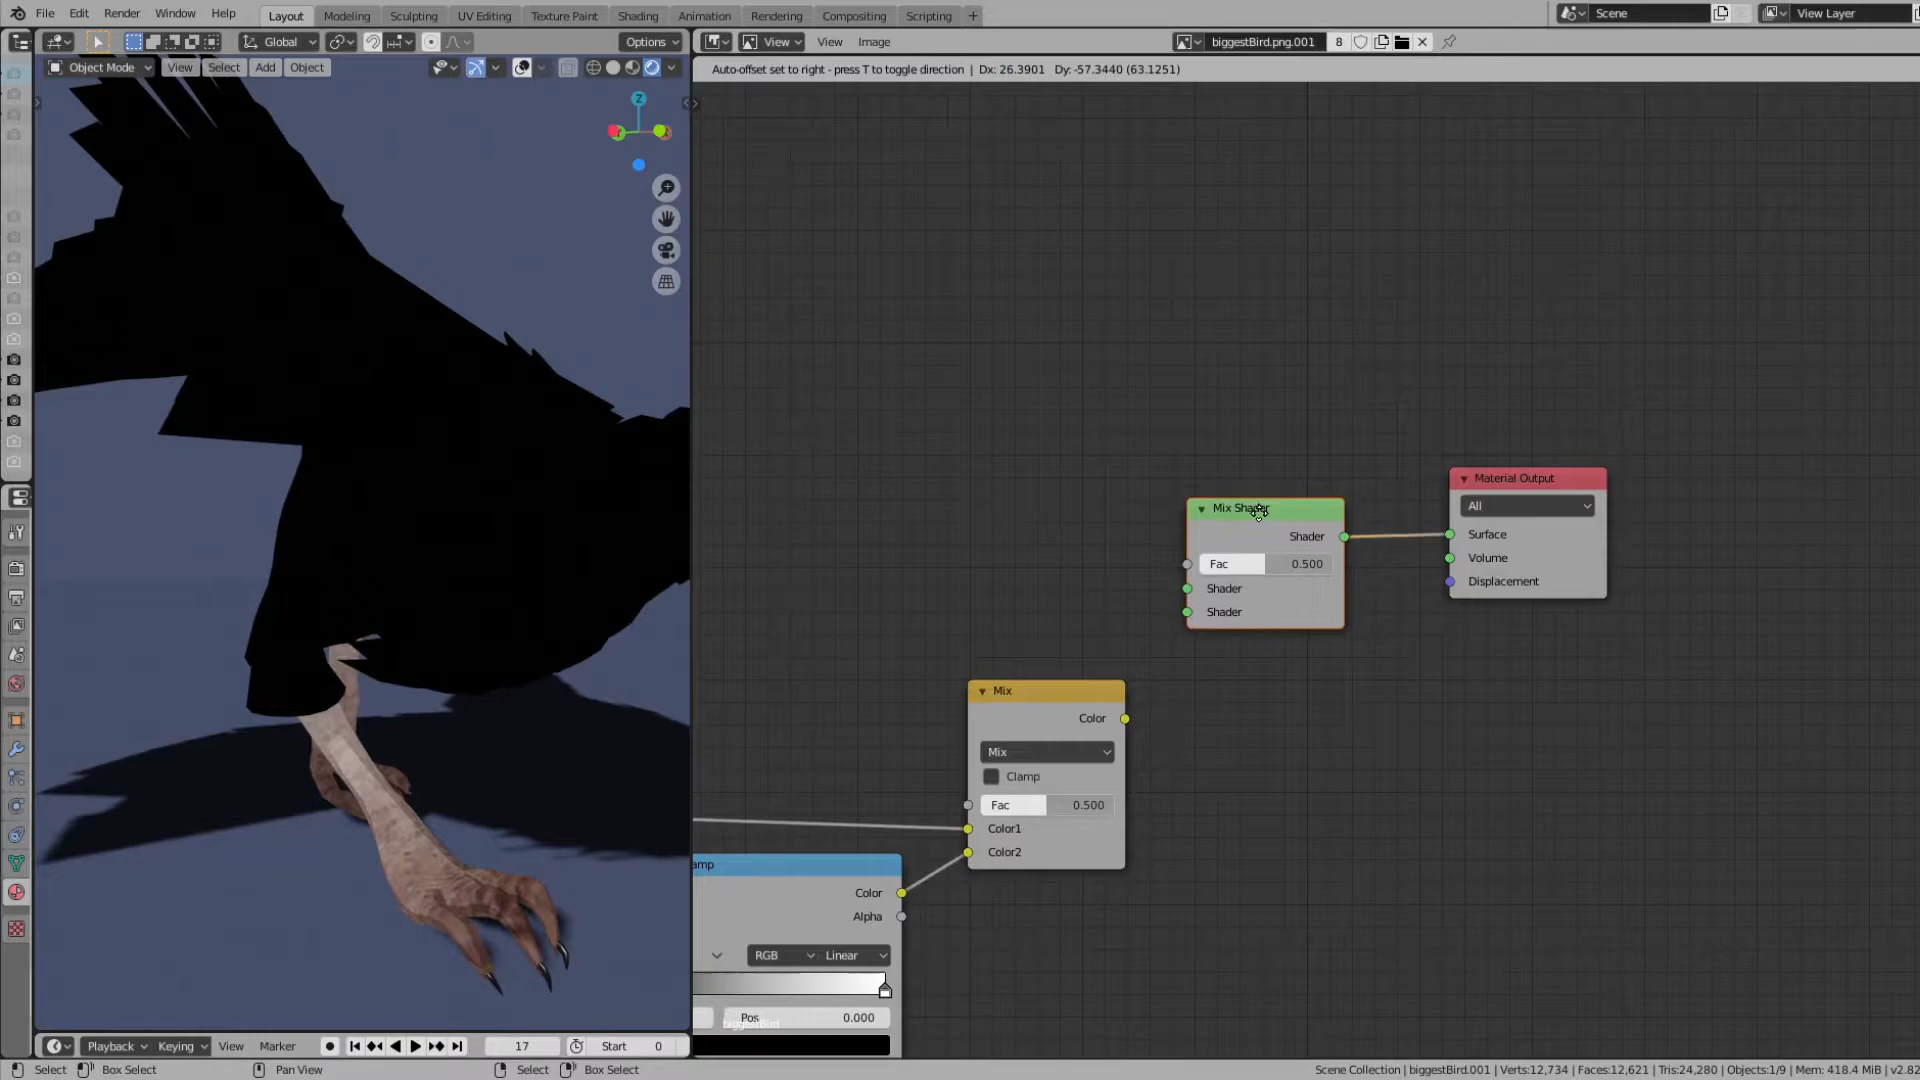 File Edit Render Window Help Layout Modeling Sculpting UV Editing Texture Paint Shading Animation Rendering Compositing Scripting + Scene View Layer
Global Options View View Image biggestBird.png.001 8
Object Mode View Select Add Object Auto-offset set to right - press T to toggle direction | Dx: 26.3901 Dy: -57.3440 (63.1251)
Z
Material Output
All
Surface
Volume
Displacement
Mix Shader
Shader
Fac 0.500
Shader
Shader
Mix
Color
Mix
Clamp
Fac 0.500
Color1
Color2
amp
Color
Alpha
RGB Linear
Pos 0.000
biggestBird
Playback Keying View Marker 17 Start 0
Select Box Select Pan View Select Box Select Scene Collection | biggestBird.001 | Verts:12,734 | Faces:12,621 | Tris:24,280 | Objects:1/9 | Mem: 418.4 MiB | v2.82